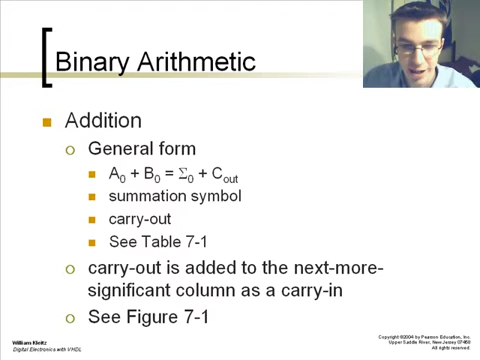 Binary Arithmetic
Addition
General form
A₀ + B₀ = Σ₀ + Cout
summation symbol
carry-out
See Table 7-1
carry-out is added to the next-more-
significant column as a carry-in
See Figure 7-1
William Kleitz
Digital Electronics with VHDL
Copyright ©2004 by Pearson Education, Inc.
Upper Saddle River, New Jersey 07458
All rights reserved.